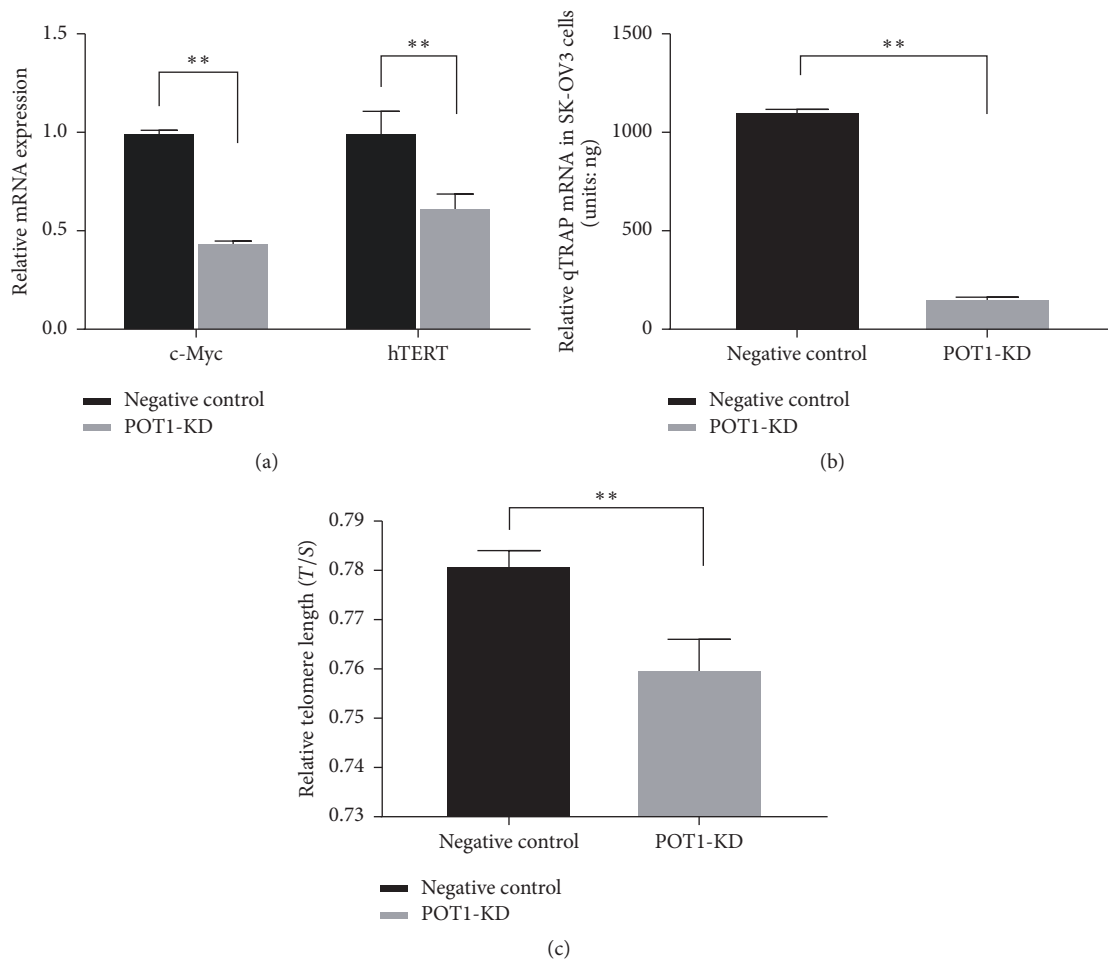 Relative mRNA expression
1.5
1.0
0.5
0.0
**
**
c-Myc
hTERT
Negative control
POT1-KD
(a)
Relative qTRAP mRNA in SK-OV3 cells
(units: ng)
1500
1000
500
0
**
Negative control
POT1-KD
Negative control
POT1-KD
(b)
Relative telomere length (T/S)
0.79
0.78
0.77
0.76
0.75
0.74
0.73
**
Negative control
POT1-KD
Negative control
POT1-KD
(c)